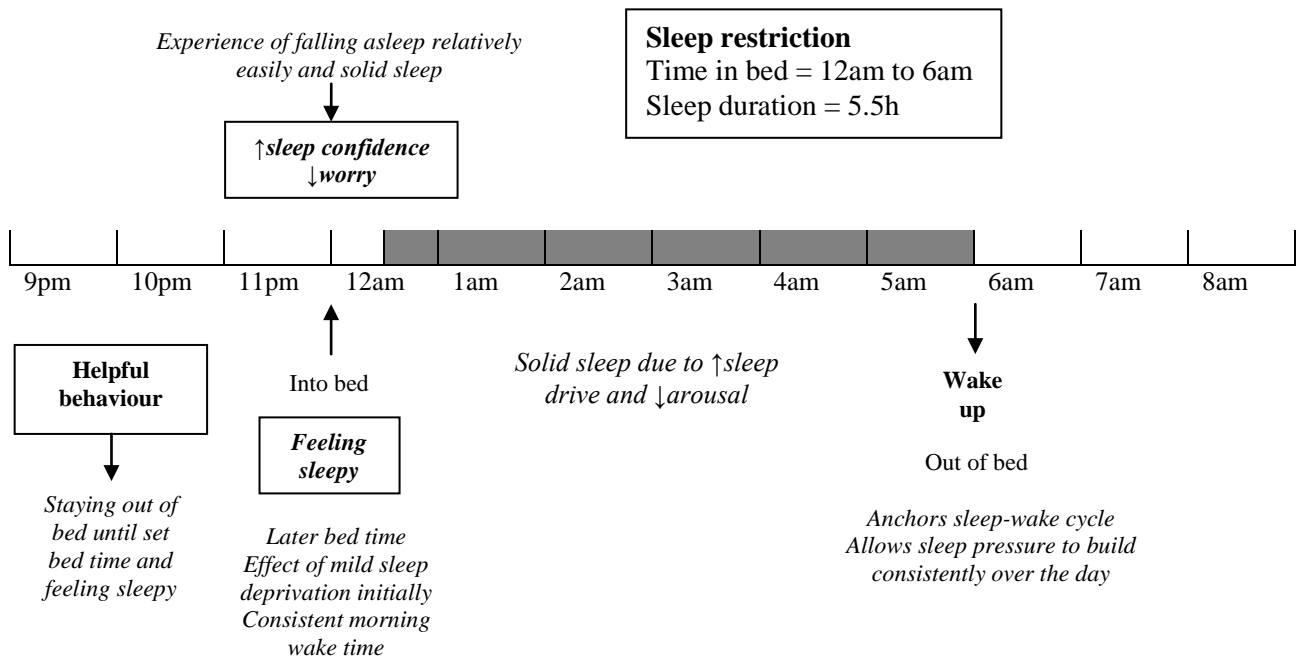 Experience of falling asleep relatively
easily and solid sleep
Sleep restriction
Time in bed = 12am to 6am
Sleep duration = 5.5h
↑sleep confidence
↓worry
9pm 10pm 11pm 12am 1am 2am 3am 4am 5am 6am 7am 8am
Helpful
behaviour
Staying out of
bed until set
bed time and
feeling sleepy
Into bed
Feeling
sleepy
Later bed time
Effect of mild sleep
deprivation initially
Consistent morning
wake time
Solid sleep due to ↑sleep
drive and ↓arousal
Wake
up
Out of bed
Anchors sleep-wake cycle
Allows sleep pressure to build
consistently over the day